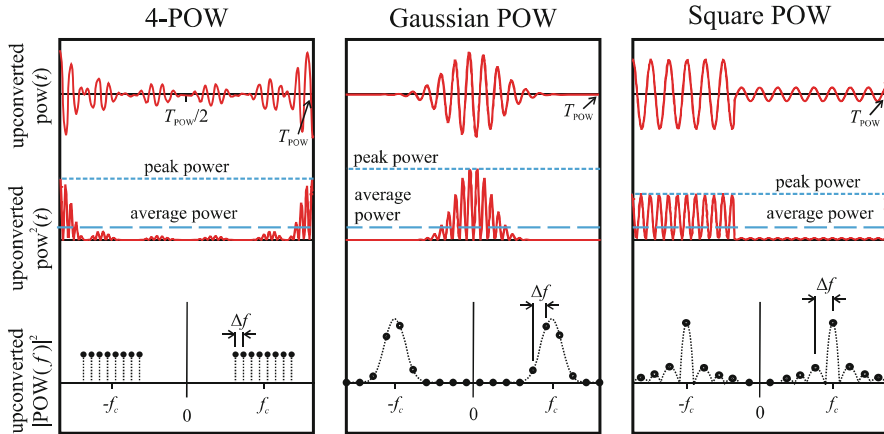 4-POW
Gaussian POW
Square POW
upconverted
pow(t)
T_POW/2
T_POW
T_POW
T_POW
upconverted
pow²(t)
peak power
average power
peak power
average
power
peak power
average power
upconverted
|POW(f)|²
Δf
-f_c
0
f_c
Δf
-f_c
0
f_c
Δf
-f_c
0
f_c